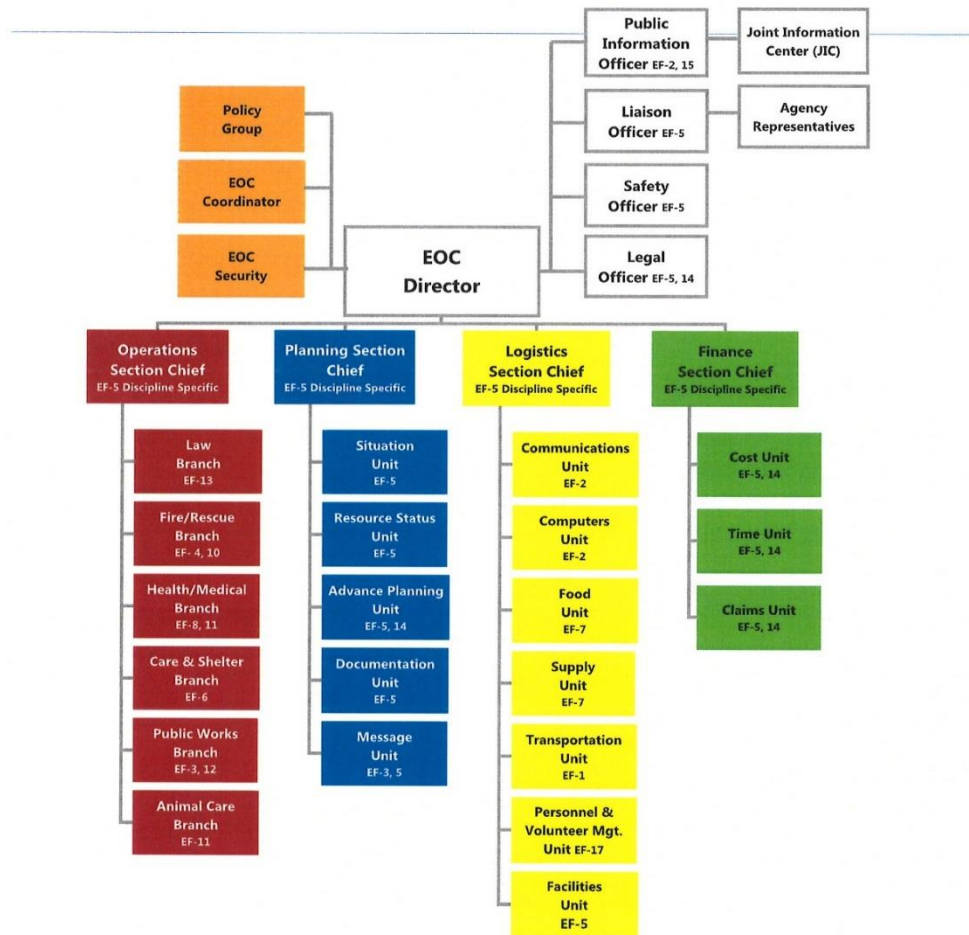 Public
Information
Officer EF-2, 15
Joint Information
Center (JIC)
Liaison
Officer EF-5
Agency
Representatives
Safety
Officer EF-5
Legal
Officer EF-5, 14
Policy
Group
EOC
Coordinator
EOC
Security
EOC
Director
Operations
Section Chief
EF-5 Discipline Specific
Law
Branch
EF-13
Fire/Rescue
Branch
EF- 4, 10
Health/Medical
Branch
EF-8, 11
Care & Shelter
Branch
EF-6
Public Works
Branch
EF-3, 12
Animal Care
Branch
EF-11
Planning Section
Chief
EF-5 Discipline Specific
Situation
Unit
EF-5
Resource Status
Unit
EF-5
Advance Planning
Unit
EF-5, 14
Documentation
Unit
EF-5
Message
Unit
EF-3, 5
Logistics
Section Chief
EF-5 Discipline Specific
Communications
Unit
EF-2
Computers
Unit
EF-2
Food
Unit
EF-7
Supply
Unit
EF-7
Transportation
Unit
EF-1
Personnel &
Volunteer Mgt.
Unit EF-17
Facilities
Unit
EF-5
Finance
Section Chief
EF-5 Discipline Specific
Cost Unit
EF-5, 14
Time Unit
EF-5, 14
Claims Unit
EF-5, 14